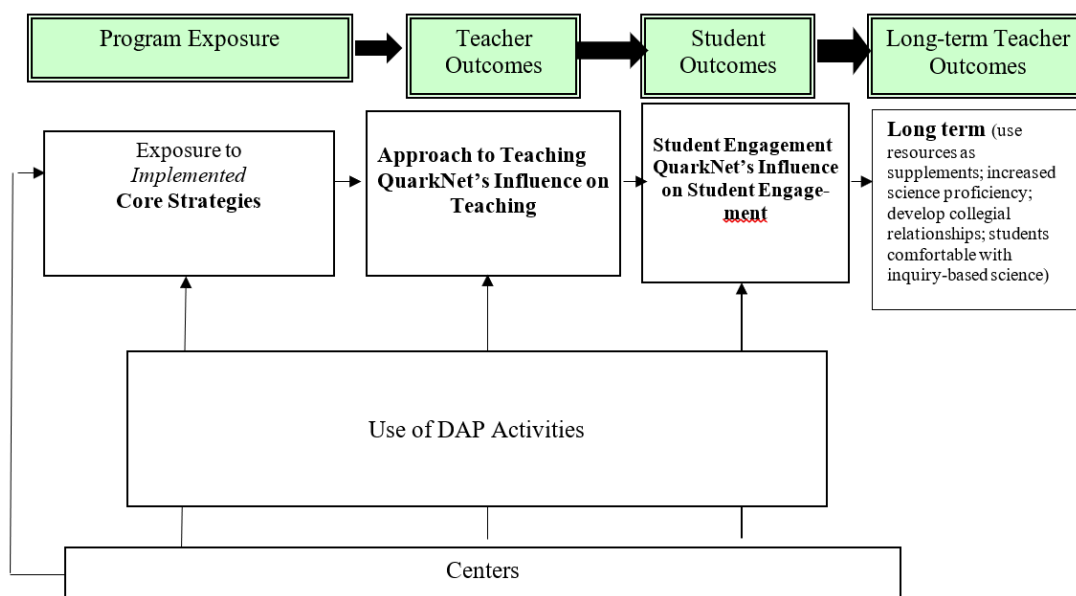 Program Exposure
Teacher
Outcomes
Student
Outcomes
Long-term Teacher
Outcomes
Exposure to
Implemented
Core Strategies
Approach to Teaching
QuarkNet's Influence on
Teaching
Student Engagement
QuarkNet's Influence
on Student Engage-
ment
Long term (use
resources as
supplements; increased
science proficiency;
develop collegial
relationships; students
comfortable with
inquiry-based science)
Use of DAP Activities
Centers